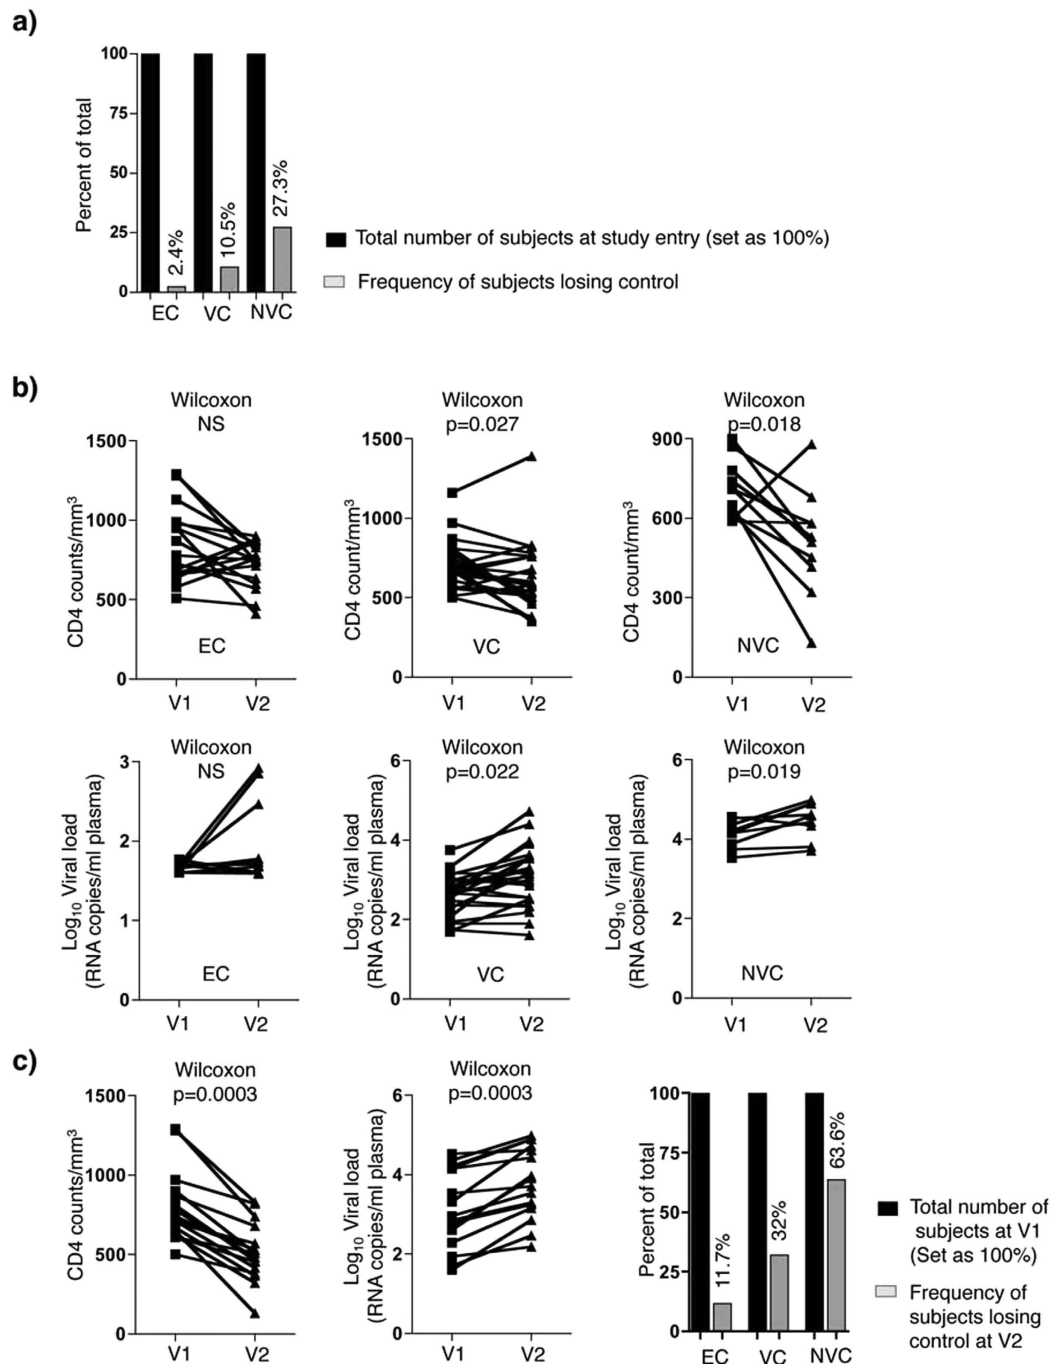 a)
100
75
50
25
0
Percent of total
2.4%
10.5%
27.3%
EC
VC
NVC
Total number of subjects at study entry (set as 100%)
Frequency of subjects losing control
b)
Wilcoxon
NS
1500
1000
500
0
CD4 counts/mm³
EC
V1
V2
Wilcoxon
p=0.027
1500
1000
500
0
CD4 count/mm³
VC
V1
V2
Wilcoxon
p=0.018
900
600
300
0
CD4 count/mm³
NVC
V1
V2
Wilcoxon
NS
3
2
1
0
Log₁₀ Viral load
(RNA copies/ml plasma)
EC
V1
V2
Wilcoxon
p=0.022
6
4
2
0
Log₁₀ Viral load
(RNA copies/ml plasma)
VC
V1
V2
Wilcoxon
p=0.019
6
4
2
0
Log₁₀ Viral load
(RNA copies/ml plasma)
NVC
V1
V2
c)
Wilcoxon
p=0.0003
1500
1000
500
0
CD4 counts/mm³
V1
V2
Wilcoxon
p=0.0003
6
4
2
0
Log₁₀ Viral load
(RNA copies/ml plasma)
V1
V2
100
75
50
25
0
Percent of total
11.7%
32%
63.6%
EC
VC
NVC
Total number of
subjects at V1
(Set as 100%)
Frequency of
subjects losing
control at V2